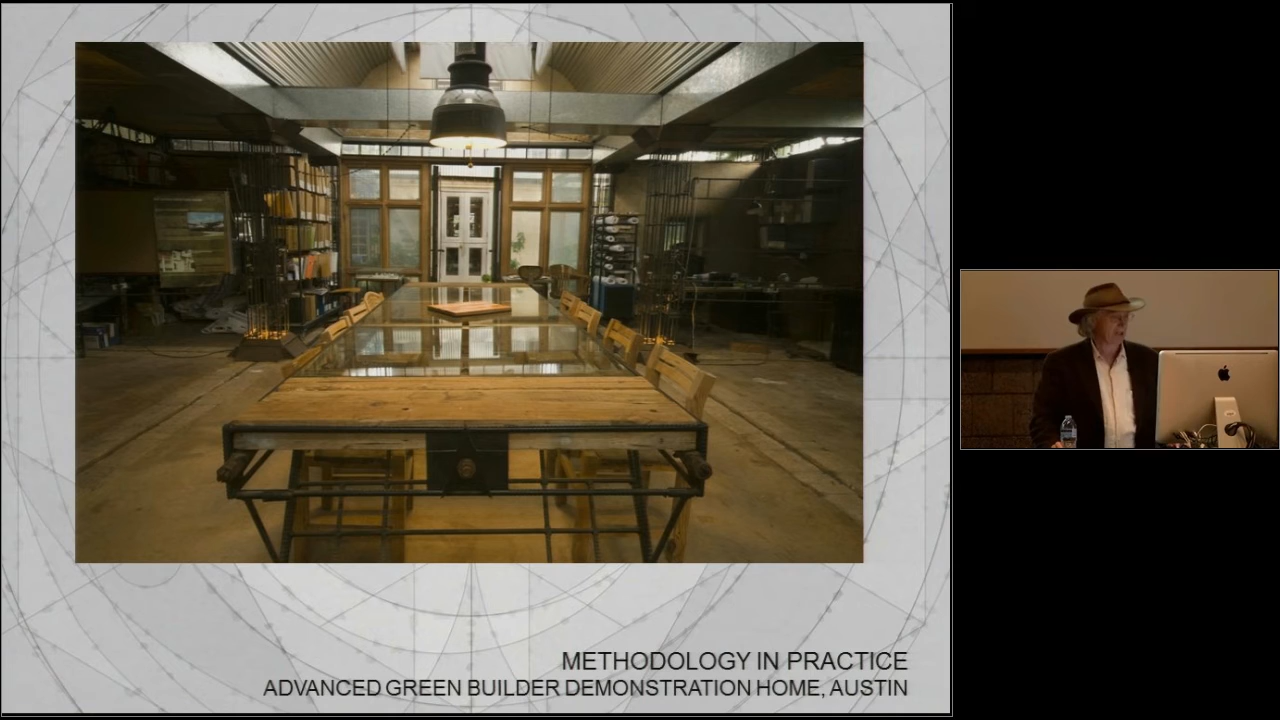 METHODOLOGY IN PRACTICE
ADVANCED GREEN BUILDER DEMONSTRATION HOME, AUSTIN